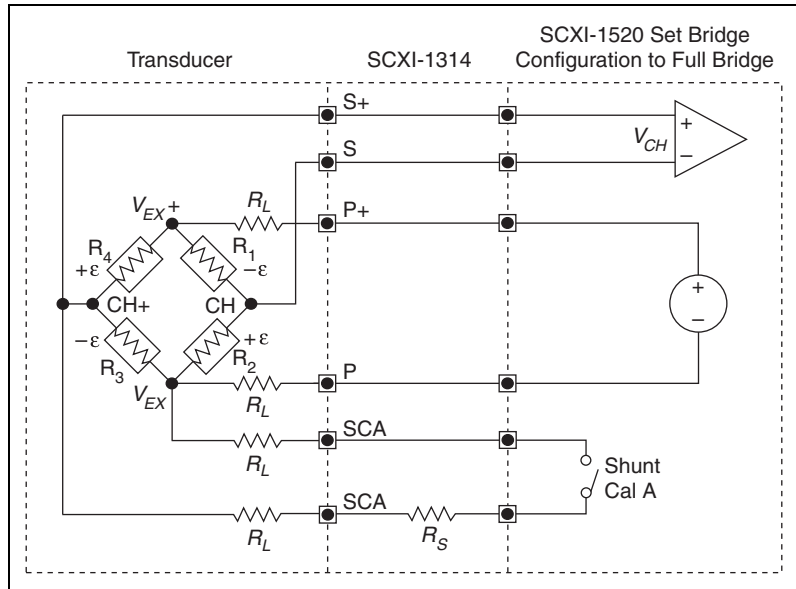 Transducer
SCXI-1314
SCXI-1520 Set Bridge
Configuration to Full Bridge
S+
+
V_CH
S
–
V_EX+
R_L
P+
R_4
R_1
+ε
–ε
+
CH+
CH
–
–ε
+ε
R_3
R_2
P
V_EX
R_L
SCA
R_L
Shunt
Cal A
SCA
R_L
R_S